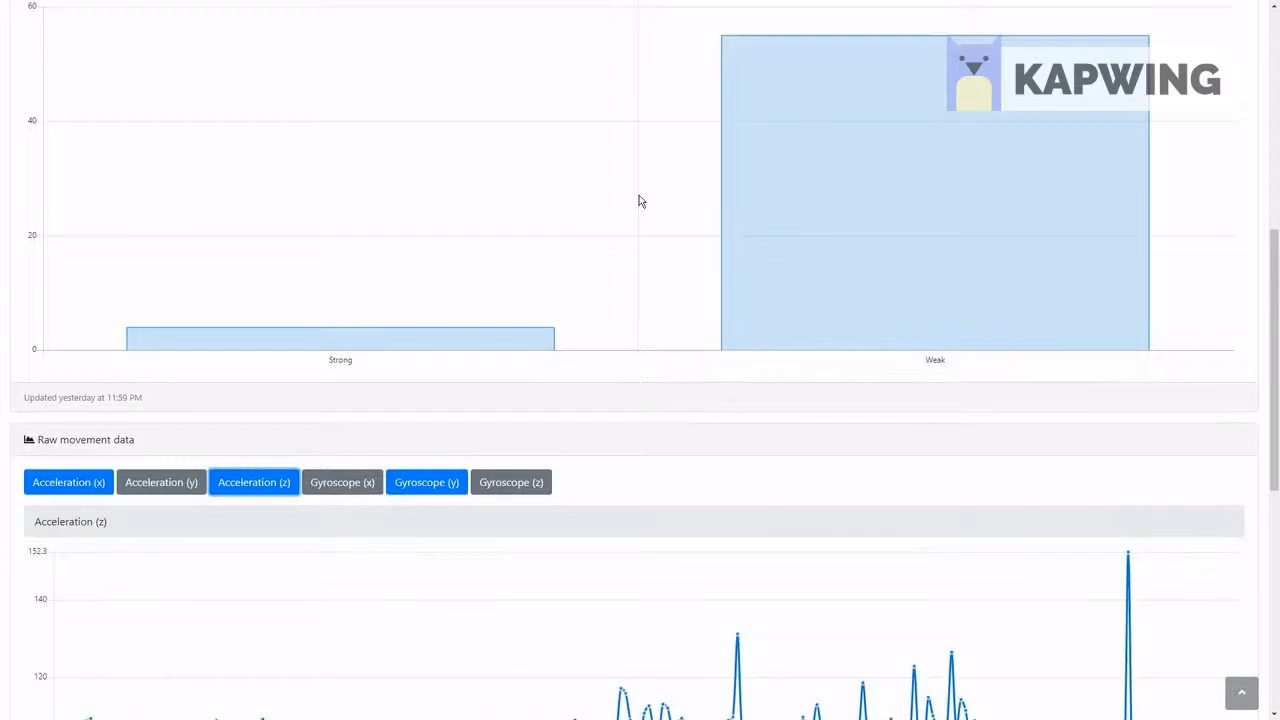 60
KAPWING
40
20
0
Strong Weak
Updated yesterday at 11:59 PM
Raw movement data
Acceleration (x) Acceleration (y) Acceleration (z) Gyroscope (x) Gyroscope (y) Gyroscope (z)
Acceleration (z)
152.3
140
120